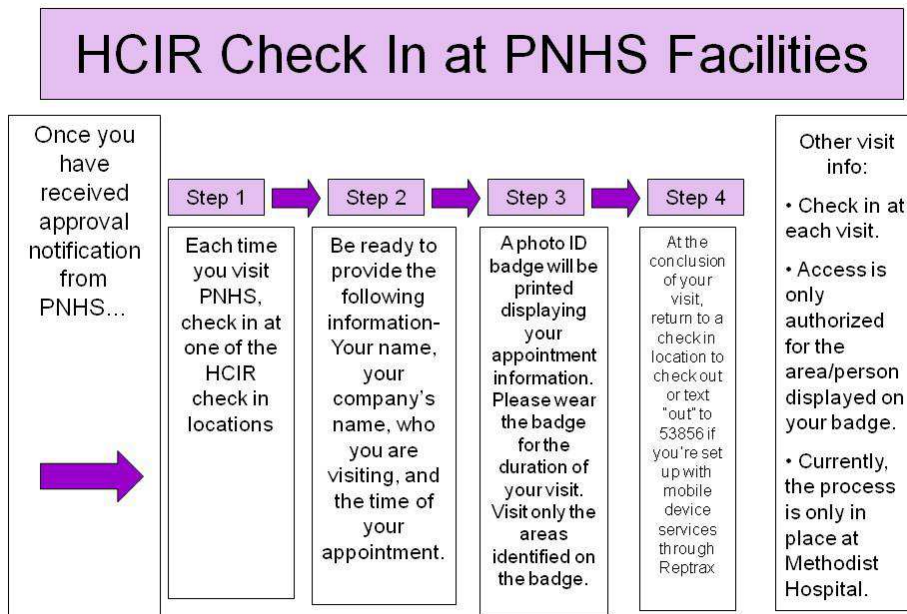 HCIR Check In at PNHS Facilities
Once you
have
received
approval
notification
from
PNHS...
Step 1
Each time
you visit
PNHS,
check in at
one of the
HCIR
check in
locations
Step 2
Be ready to
provide the
following
information-
Your name,
your
company's
name, who
you are
visiting, and
the time of
your
appointment.
Step 3
A photo ID
badge will be
printed
displaying
your
appointment
information.
Please wear
the badge
for the
duration of
your visit.
Visit only the
areas
identified on
the badge.
Step 4
At the
conclusion
of your
visit,
return to a
check in
location to
check out
or text
"out" to
53856 if
you're set
up with
mobile
device
services
through
Reptrax
Other visit
info:
• Check in at
each visit.
• Access is
only
authorized
for the
area/person
displayed on
your badge.
• Currently,
the process
is only in
place at
Methodist
Hospital.